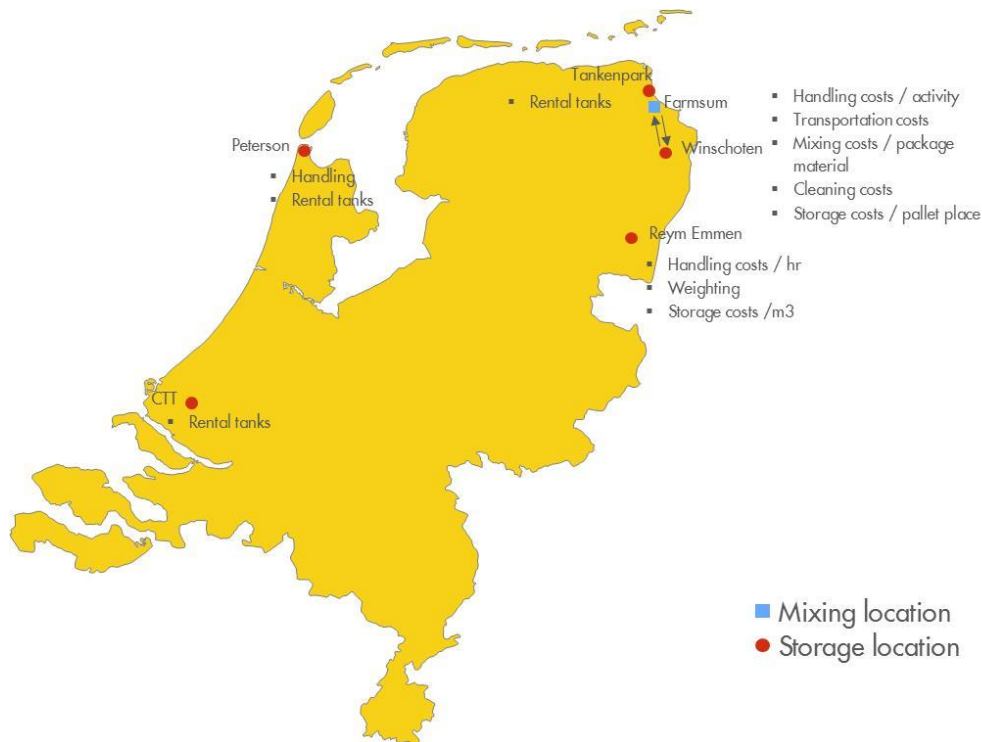 Tankenpark
▪ Rental tanks
Farmsum
Peterson
▪ Handling
▪ Rental tanks
Winschoten
▪ Handling costs / activity
▪ Transportation costs
▪ Mixing costs / package
material
▪ Cleaning costs
▪ Storage costs / pallet place
Reym Emmen
▪ Handling costs / hr
▪ Weighting
▪ Storage costs /m3
CTT
▪ Rental tanks
Mixing location
Storage location